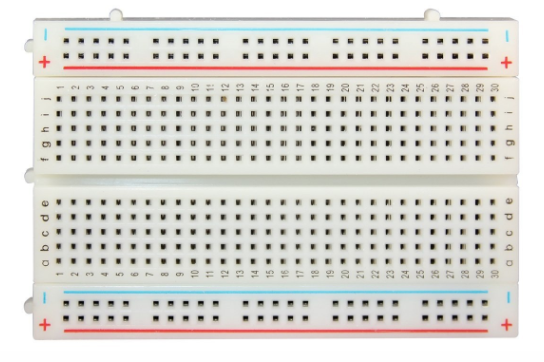 − −
+ +
1 2 3 4 5 6 7 8 9 10 11 12 13 14 15 16 17 18 19 20 21 22 23 24 25 26 27 28 29 30
j j
i i
h h
g g
f f
e e
d d
c c
b b
a a
1 2 3 4 5 6 7 8 9 10 11 12 13 14 15 16 17 18 19 20 21 22 23 24 25 26 27 28 29 30
− −
+ +